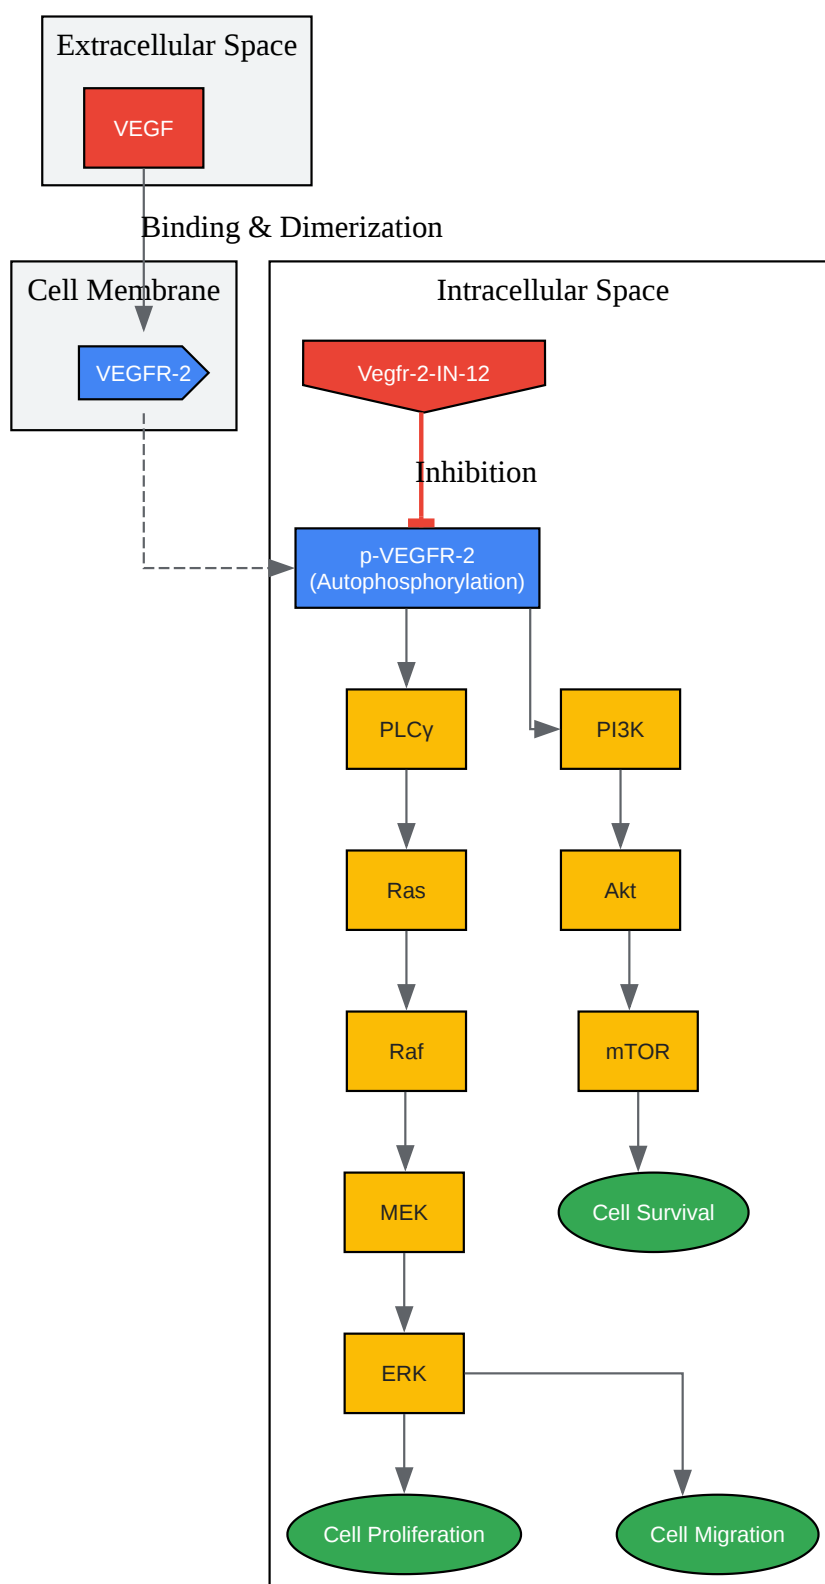 Extracellular Space
VEGF
Binding & Dimerization
Cell Membrane
VEGFR-2
Intracellular Space
Vegfr-2-IN-12
Inhibition
p-VEGFR-2
(Autophosphorylation)
PLCγ
PI3K
Ras
Akt
Raf
mTOR
MEK
Cell Survival
ERK
Cell Proliferation
Cell Migration